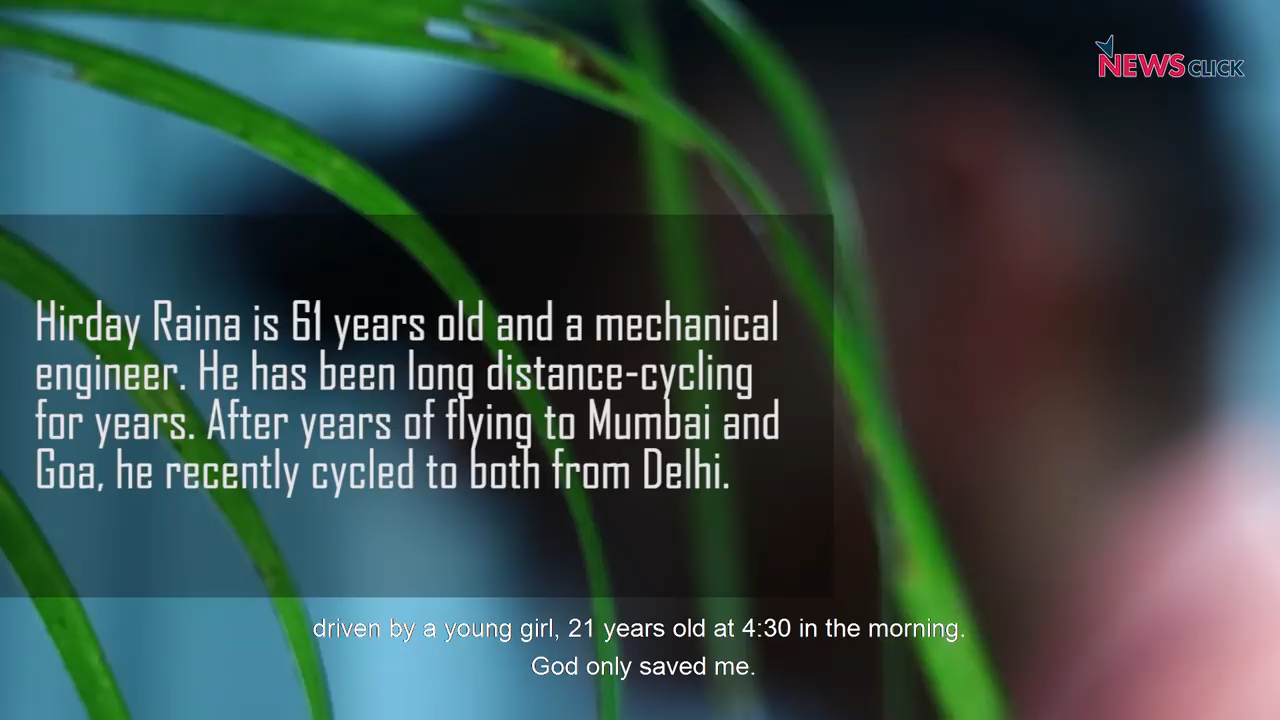 NEWSCLICK
Hirday Raina is 61 years old and a mechanical
engineer. He has been long distance-cycling
for years. After years of flying to Mumbai and
Goa, he recently cycled to both from Delhi.
driven by a young girl, 21 years old at 4:30 in the morning.
God only saved me.